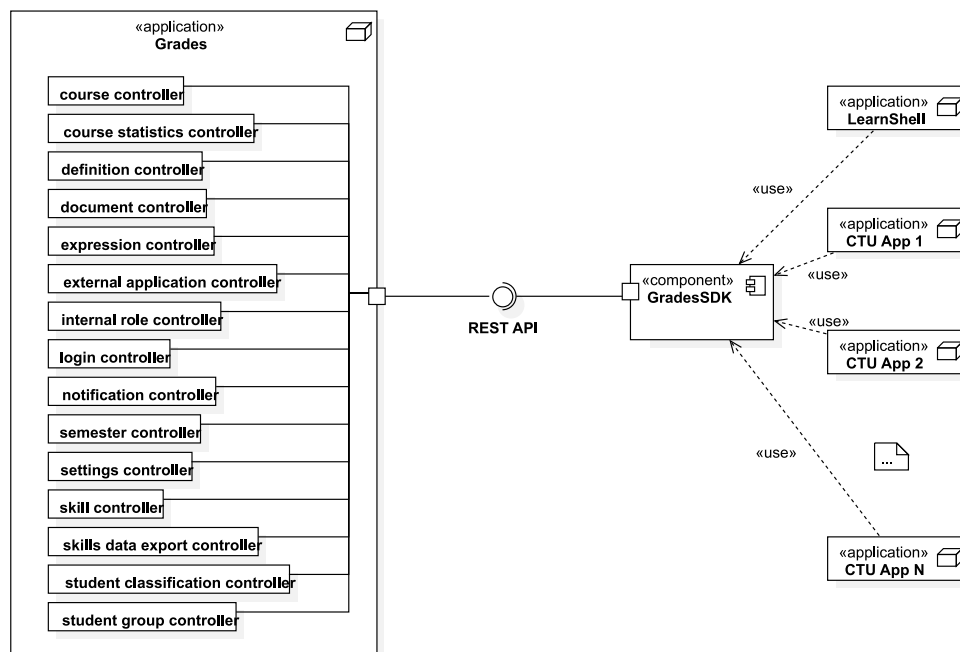 «application»
Grades
course controller
course statistics controller
definition controller
document controller
expression controller
external application controller
internal role controller
login controller
notification controller
semester controller
settings controller
skill controller
skills data export controller
student classification controller
student group controller
REST API
«component»
GradesSDK
«application»
LearnShell
«use»
«application»
CTU App 1
«use»
«use»
«application»
CTU App 2
«use»
...
«application»
CTU App N